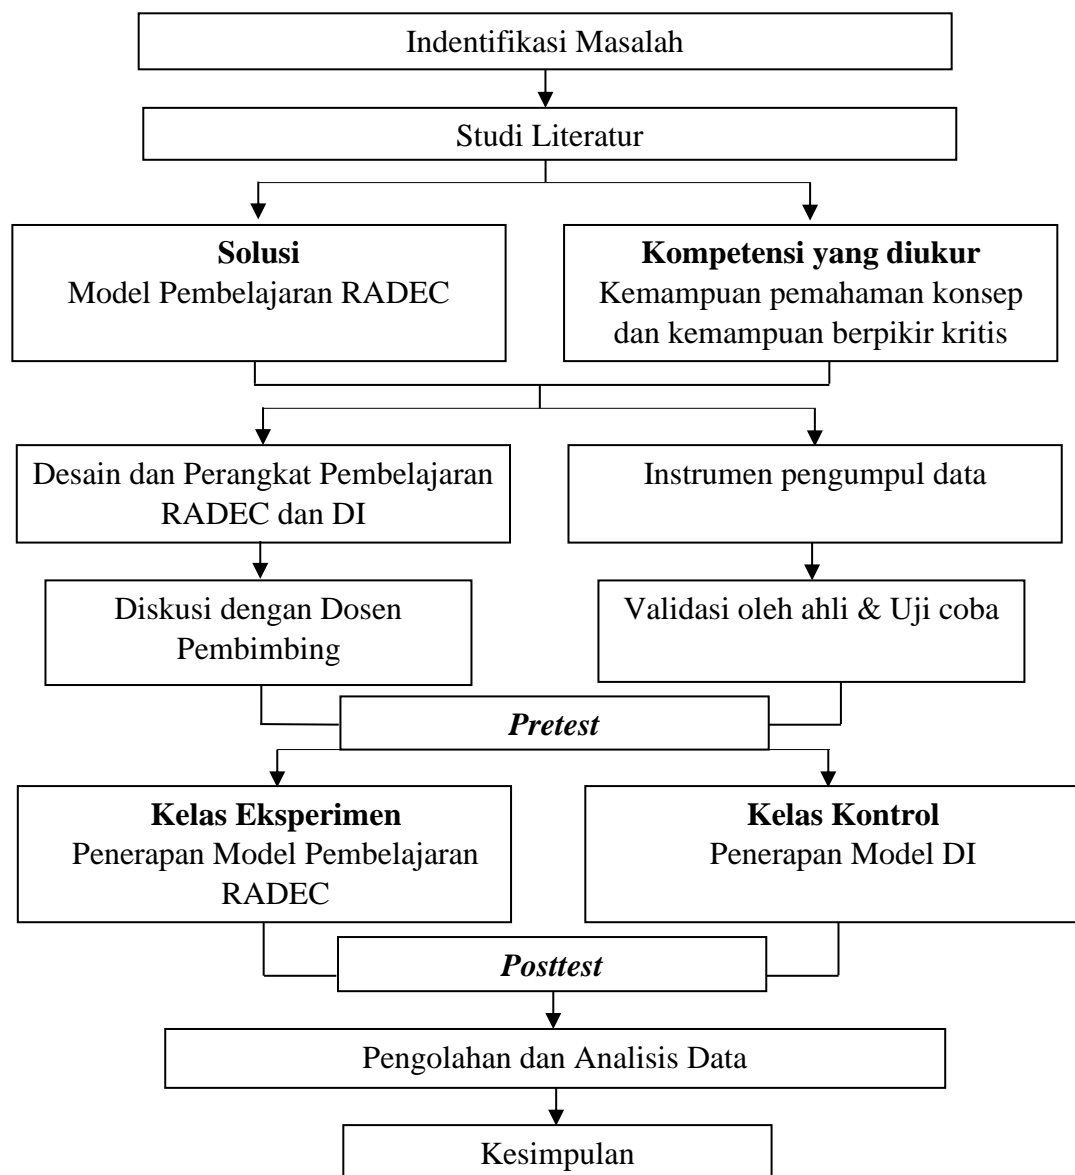 Indentifikasi Masalah
Studi Literatur
Solusi
Model Pembelajaran RADEC
Kompetensi yang diukur
Kemampuan pemahaman konsep
dan kemampuan berpikir kritis
Desain dan Perangkat Pembelajaran
RADEC dan DI
Instrumen pengumpul data
Diskusi dengan Dosen
Pembimbing
Validasi oleh ahli & Uji coba
Pretest
Kelas Eksperimen
Penerapan Model Pembelajaran
RADEC
Kelas Kontrol
Penerapan Model DI
Posttest
Pengolahan dan Analisis Data
Kesimpulan